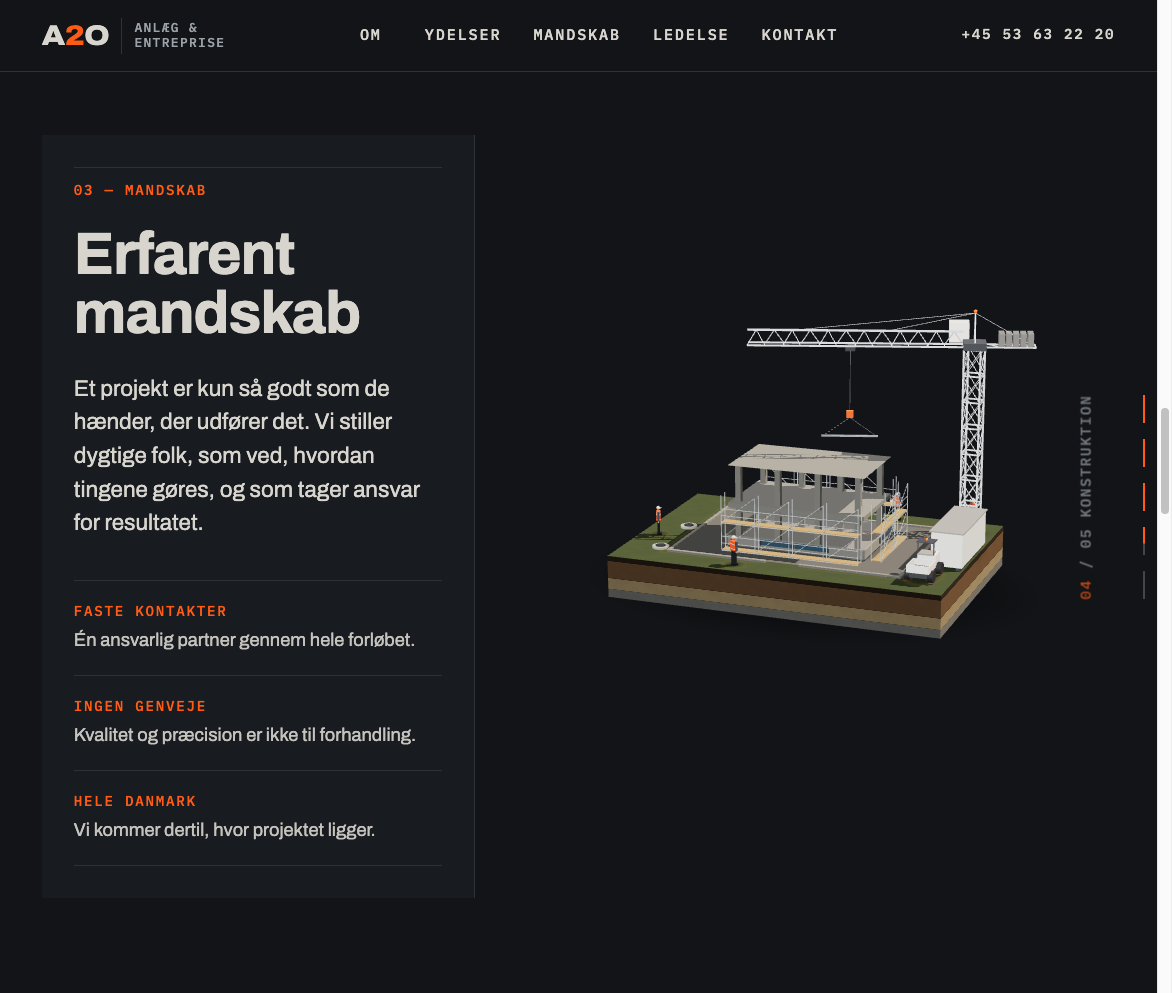 A2O
ANLÆG &
ENTREPRISE
OM YDELSER MANDSKAB LEDELSE KONTAKT
+45 53 63 22 20
03 — MANDSKAB
Erfarent
mandskab
Et projekt er kun så godt som de
hænder, der udfører det. Vi stiller
dygtige folk, som ved, hvordan
tingene gøres, og som tager ansvar
for resultatet.
FASTE KONTAKTER
Én ansvarlig partner gennem hele forløbet.
INGEN GENVEJE
Kvalitet og præcision er ikke til forhandling.
HELE DANMARK
Vi kommer dertil, hvor projektet ligger.
04 / 05 KONSTRUKTION